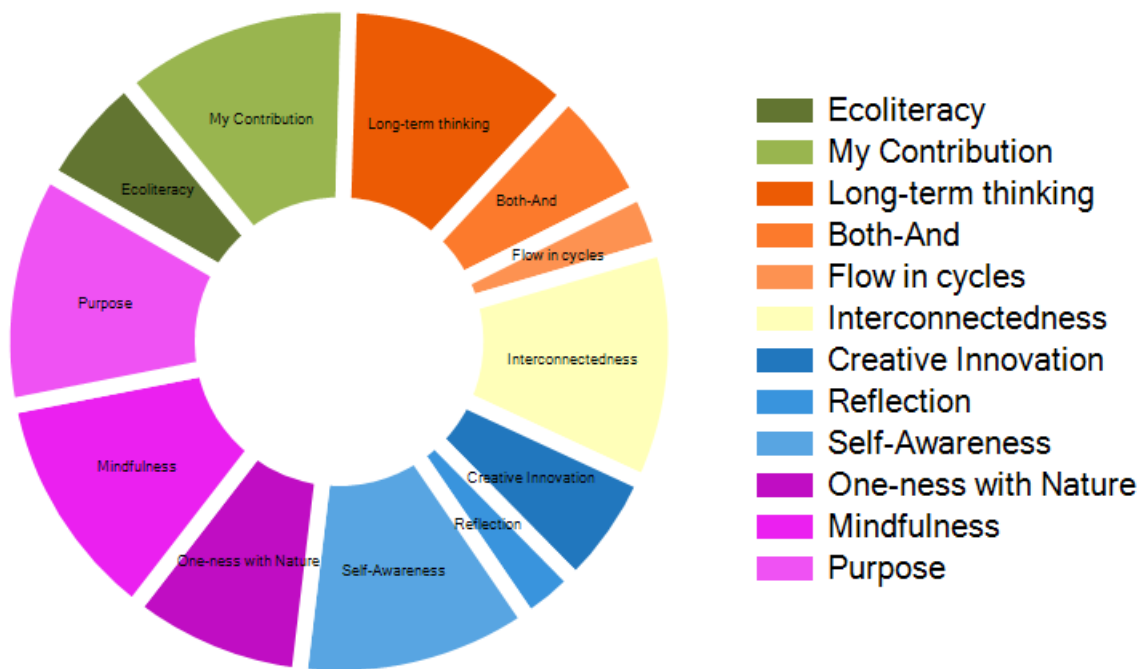 My Contribution
Long-term thinking
Ecoliteracy
Both-And
Flow in cycles
Purpose
Interconnectedness
Mindfulness
Creative Innovation
Reflection
One-ness with Nature
Self-Awareness
Ecoliteracy
My Contribution
Long-term thinking
Both-And
Flow in cycles
Interconnectedness
Creative Innovation
Reflection
Self-Awareness
One-ness with Nature
Mindfulness
Purpose